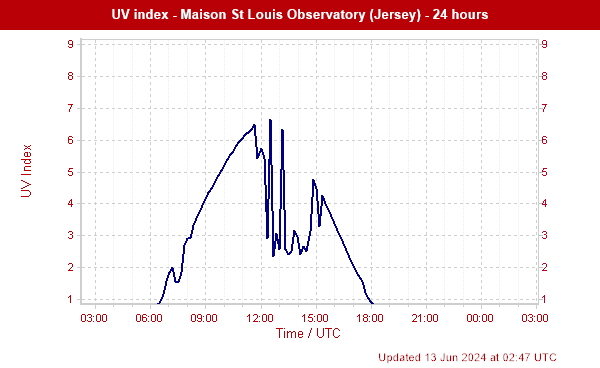 UV index - Maison St Louis Observatory (Jersey) - 24 hours
9 9
8 8
7 7
6 6
5 5
4 4
3 3
2 2
1 1
UV Index
03:00 06:00 09:00 12:00 15:00 18:00 21:00 00:00 03:00
Time / UTC
Updated 13 Jun 2024 at 02:47 UTC